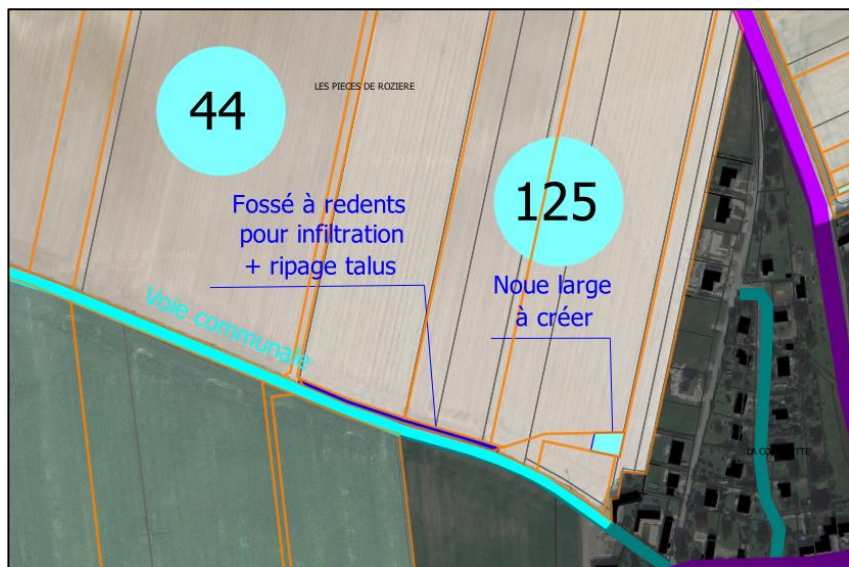 44
LES PIECES DE ROZIERE
125
Fossé à redents
pour infiltration
+ ripage talus
Noue large
à créer
Voie communale